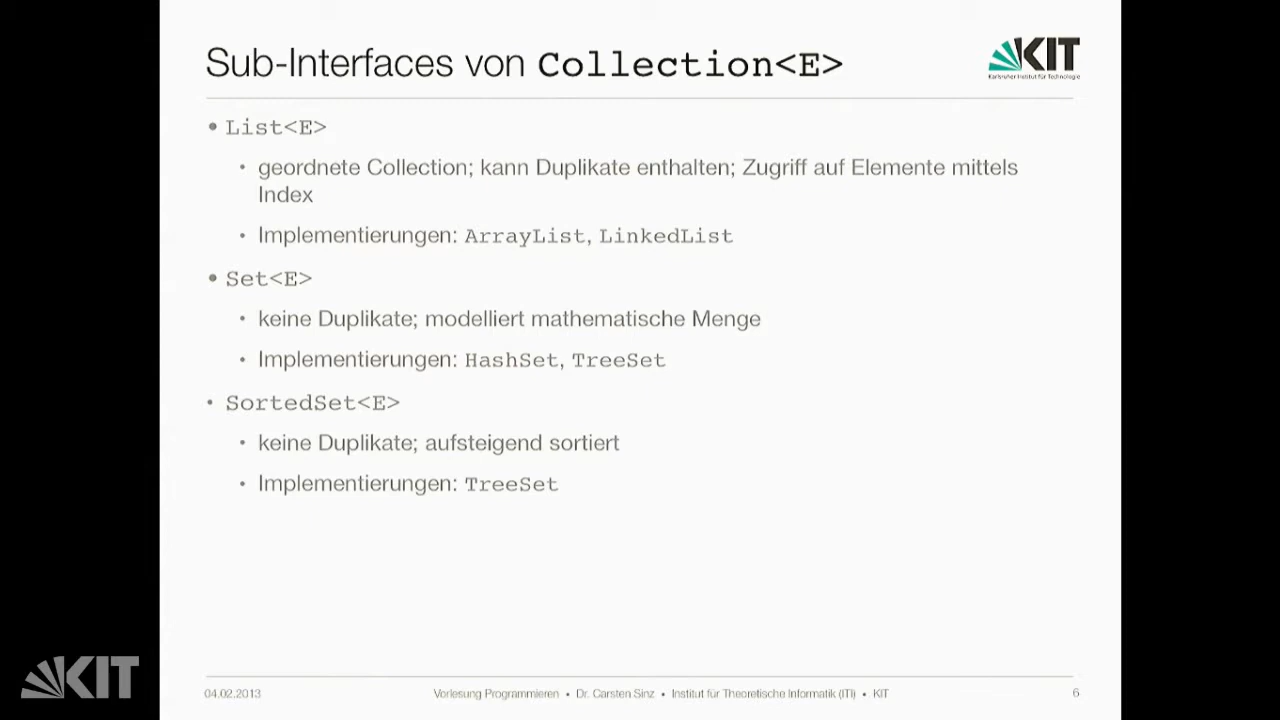 Sub-Interfaces von Collection<E>
KIT
Karlsruher Institut für Technologie
• List<E>
• geordnete Collection; kann Duplikate enthalten; Zugriff auf Elemente mittels
Index
• Implementierungen: ArrayList, LinkedList
• Set<E>
• keine Duplikate; modelliert mathematische Menge
• Implementierungen: HashSet, TreeSet
• SortedSet<E>
• keine Duplikate; aufsteigend sortiert
• Implementierungen: TreeSet
KIT
04.02.2013
Vorlesung Programmieren • Dr. Carsten Sinz • Institut für Theoretische Informatik (ITI) • KIT
6